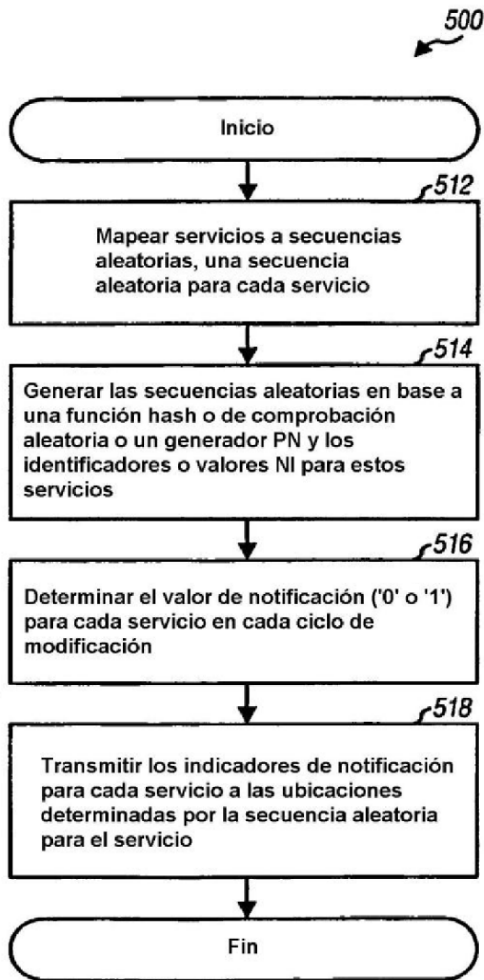 500
Inicio
512
Mapear servicios a secuencias
aleatorias, una secuencia
aleatoria para cada servicio
514
Generar las secuencias aleatorias en base a
una función hash o de comprobación
aleatoria o un generador PN y los
identificadores o valores NI para estos
servicios
516
Determinar el valor de notificación ('0' o '1')
para cada servicio en cada ciclo de
modificación
518
Transmitir los indicadores de notificación
para cada servicio a las ubicaciones
determinadas por la secuencia aleatoria
para el servicio
Fin